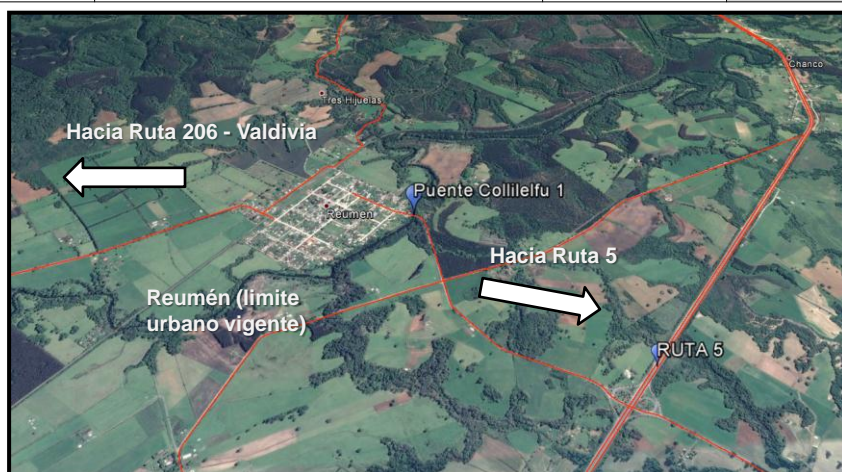 Chanco
Tres Hijuelas
Hacia Ruta 206 - Valdivia
Puente Collilelfu 1
Reumén
Hacia Ruta 5
Reumén (limite
urbano vigente)
RUTA 5